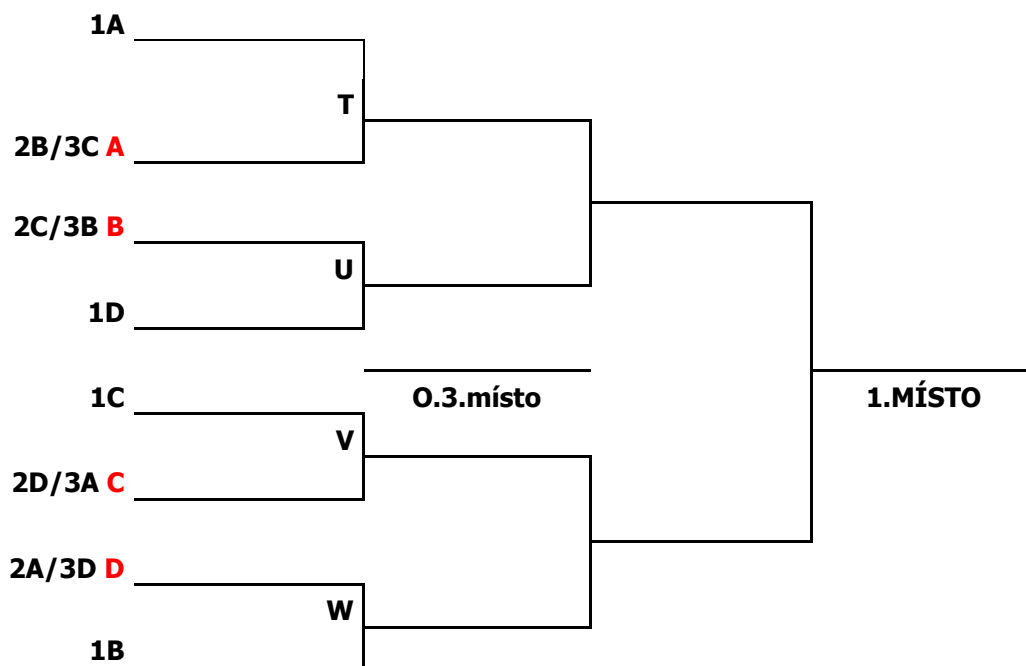 1A
T
2B/3C A
2C/3B B
U
1D
1C
O.3.místo
1.MÍSTO
V
2D/3A C
2A/3D D
W
1B